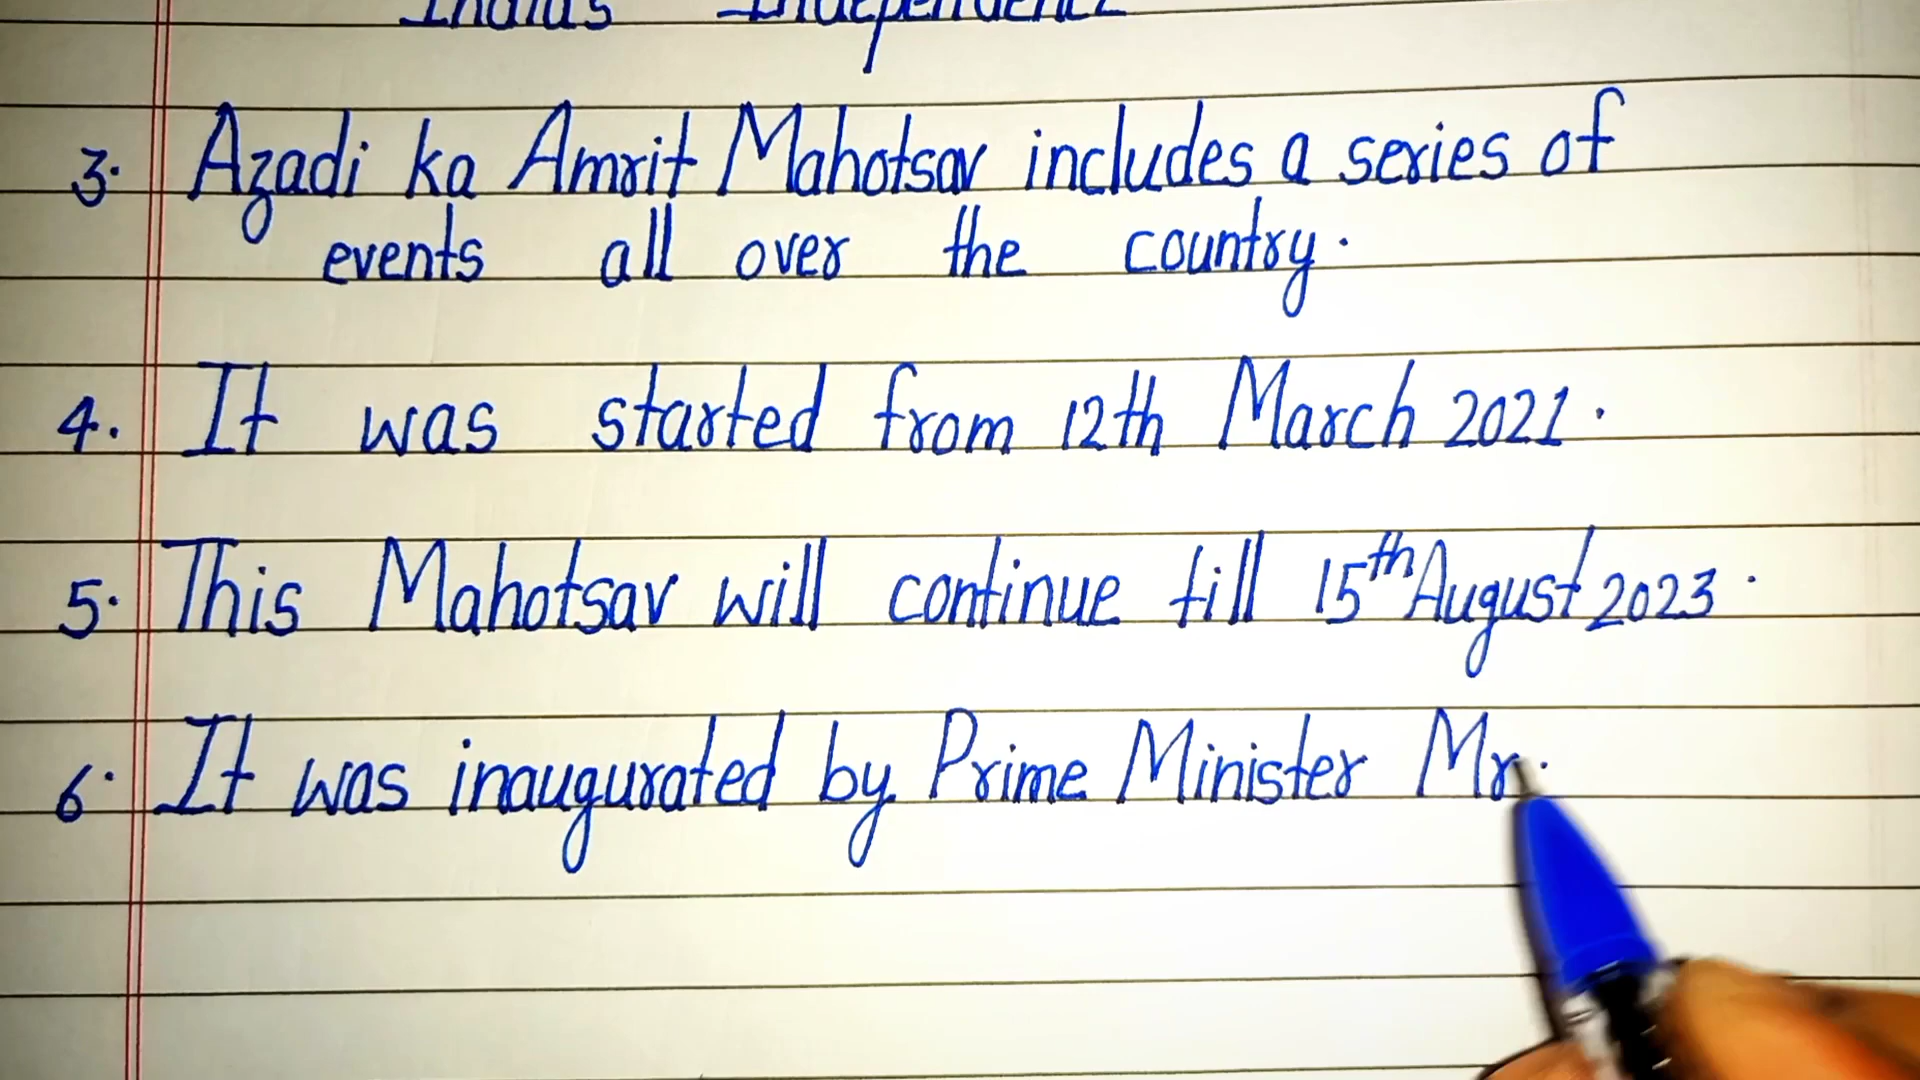 India's Independence
3. Azadi ka Amrit Mahotsav includes a series of
events all over the country.
4. It was started from 12th March 2021.
5. This Mahotsav will continue till 15th August 2023.
6. It was inaugurated by Prime Minister Mr.